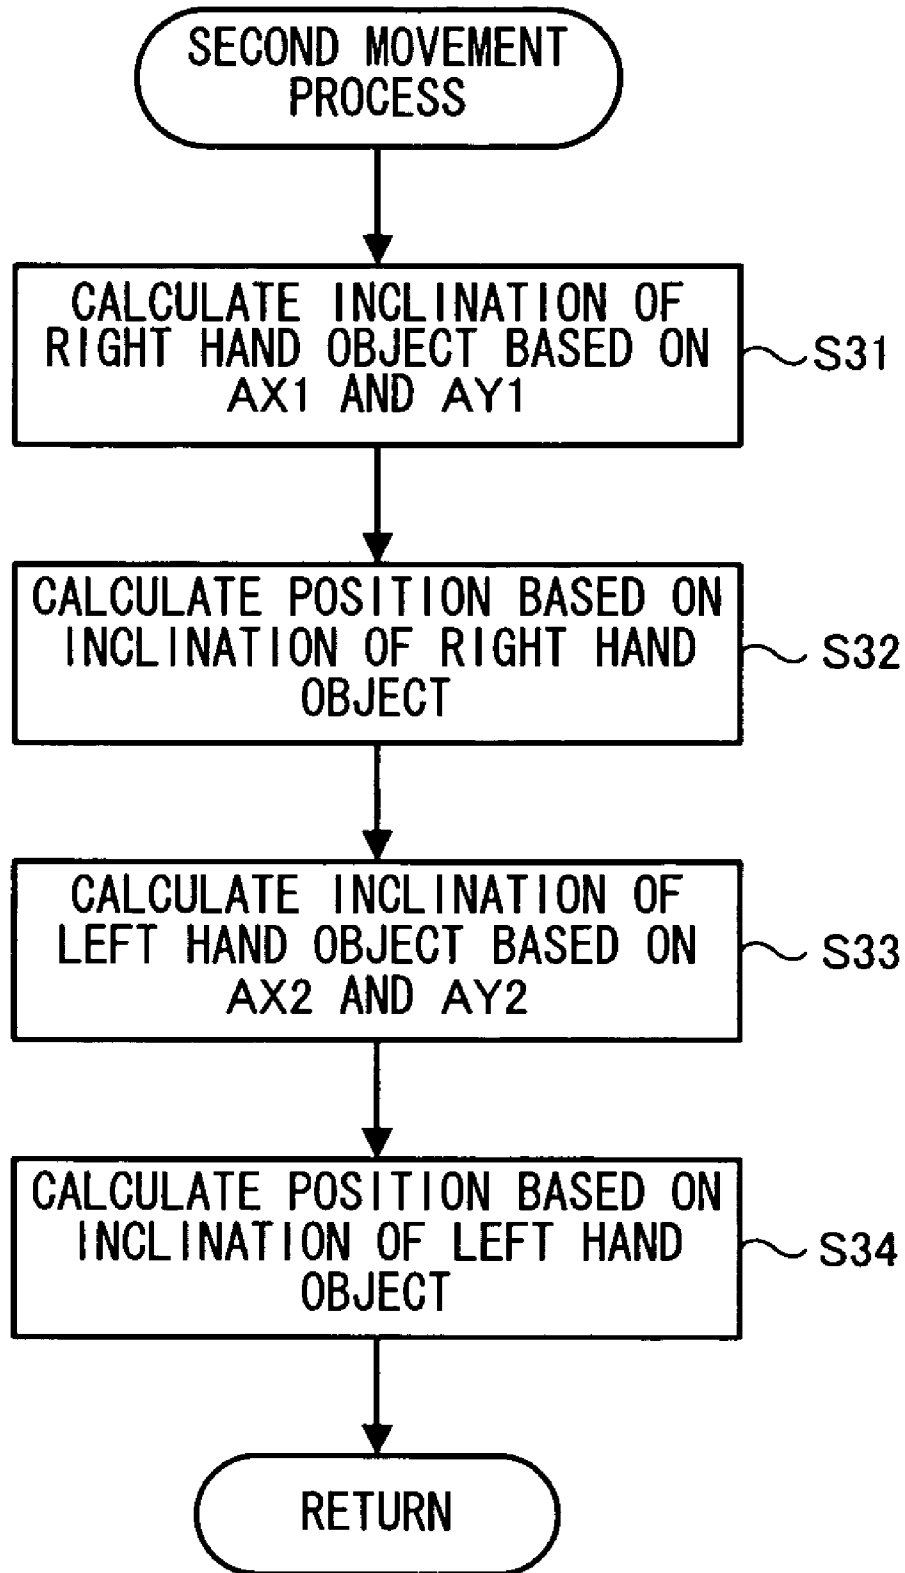 SECOND MOVEMENT
PROCESS
CALCULATE INCLINATION OF
RIGHT HAND OBJECT BASED ON
AX1 AND AY1
S31
CALCULATE POSITION BASED ON
INCLINATION OF RIGHT HAND
OBJECT
S32
CALCULATE INCLINATION OF
LEFT HAND OBJECT BASED ON
AX2 AND AY2
S33
CALCULATE POSITION BASED ON
INCLINATION OF LEFT HAND
OBJECT
S34
RETURN